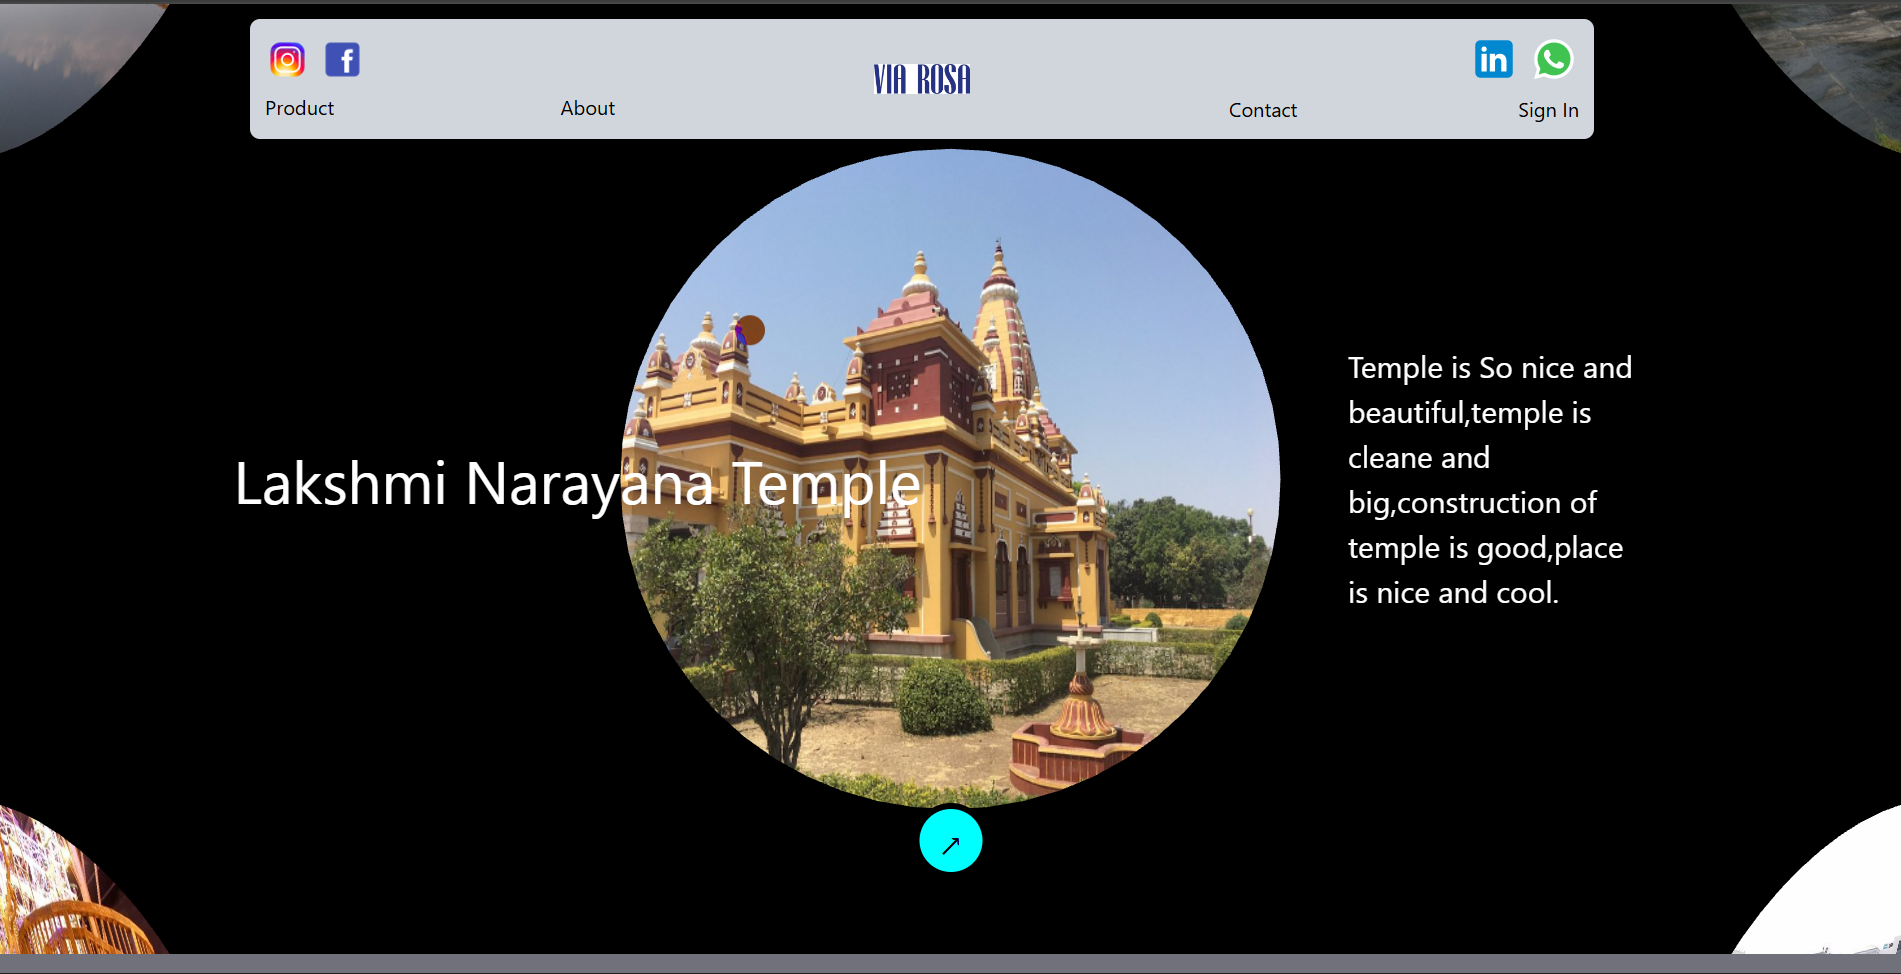 VIA ROSA
Product
About
Contact
Sign In
Lakshmi Narayana Temple
Temple is So nice and
beautiful,temple is
cleane and
big,construction of
temple is good,place
is nice and cool.